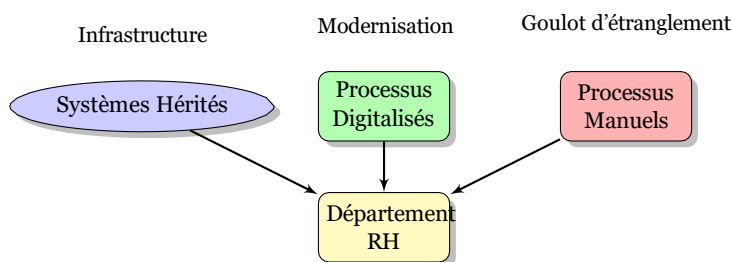 Infrastructure
Modernisation
Goulot d'étranglement
Systèmes Hérités
Processus
Digitalisés
Processus
Manuels
Département
RH